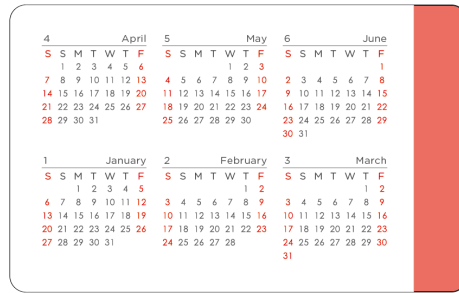 4 April 5 May 6 June
S S M T W T F S S M T W T F S S M T W T F
1 2 3 4 5 6 1 2 3 1
7 8 9 10 11 12 13 4 5 6 7 8 9 10 2 3 4 5 6 7 8
14 15 16 17 18 19 20 11 12 13 14 15 16 17 9 10 11 12 13 14 15
21 22 23 24 25 26 27 18 19 20 21 22 23 24 16 17 18 19 20 21 22
28 29 30 31 25 26 27 28 29 30 23 24 25 26 27 28 29
30 31
1 January 2 February 3 March
S S M T W T F S S M T W T F S S M T W T F
1 2 3 4 5 1 2 1 2
6 7 8 9 10 11 12 3 4 5 6 7 8 9 3 4 5 6 7 8 9
13 14 15 16 17 18 19 10 11 12 13 14 15 16 10 11 12 13 14 15 16
20 21 22 23 24 25 26 17 18 19 20 21 22 23 17 18 19 20 21 22 23
27 28 29 30 31 24 25 26 27 28 24 25 26 27 28 29 30
31